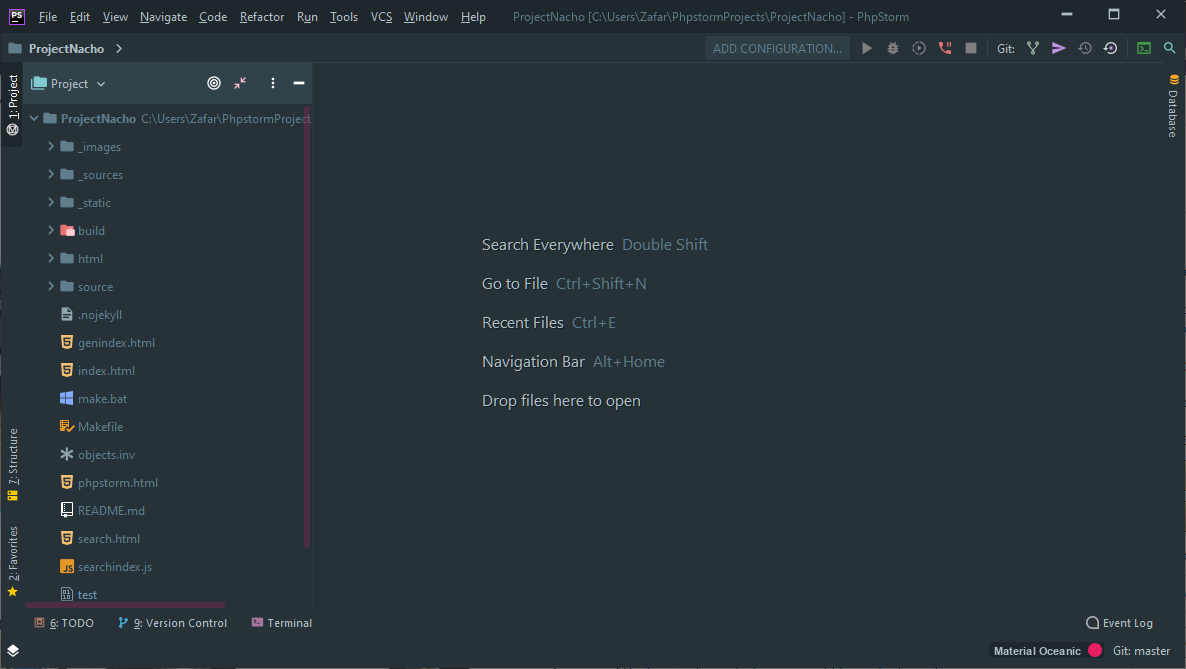 PS File Edit View Navigate Code Refactor Run Tools VCS Window Help ProjectNacho [C:\Users\Zafar\PhpstormProjects\ProjectNacho] - PhpStorm
ProjectNacho ADD CONFIGURATION... Git:
1: Project
Project
ProjectNacho C:\Users\Zafar\PhpstormProject
_images
_sources
_static
build
html
source
.nojekyll
genindex.html
index.html
make.bat
Makefile
objects.inv
phpstorm.html
README.md
search.html
JS searchindex.js
test
7: Structure
2: Favorites
Search Everywhere Double Shift
Go to File Ctrl+Shift+N
Recent Files Ctrl+E
Navigation Bar Alt+Home
Drop files here to open
Database
6: TODO 9: Version Control Terminal Event Log
Material Oceanic Git: master